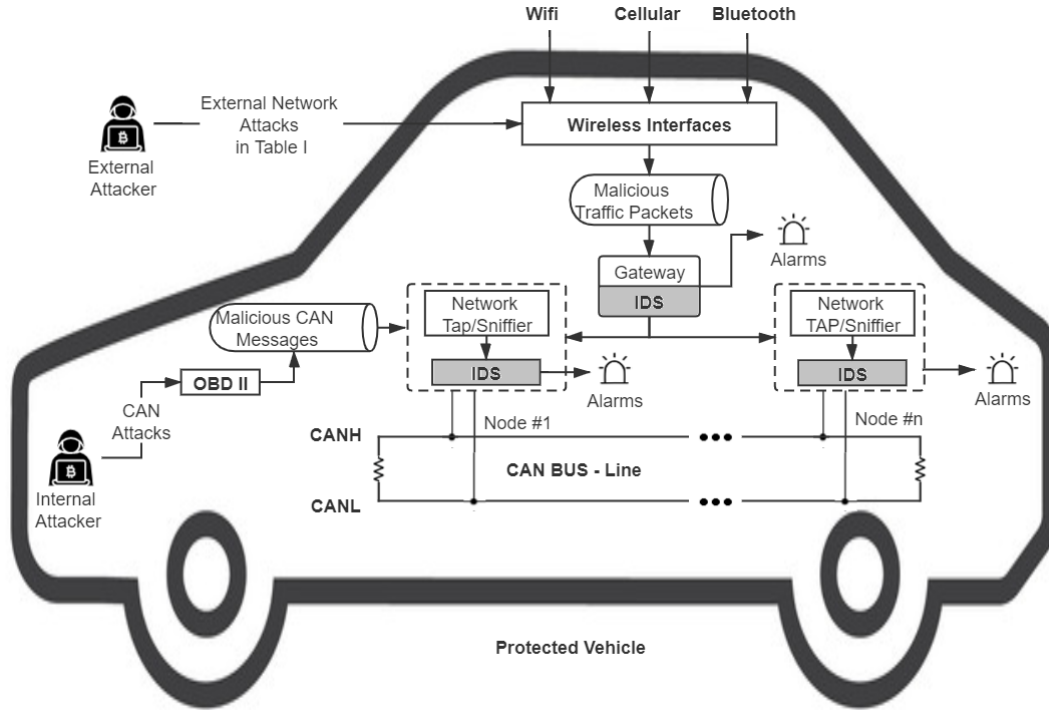 Wifi
Cellular
Bluetooth
External Network
Attacks
in Table I
External
Attacker
Wireless Interfaces
Malicious
Traffic Packets
Gateway
IDS
Alarms
Malicious CAN
Messages
Network
Tap/Sniffier
IDS
Alarms
Network
TAP/Sniffier
IDS
Alarms
OBD II
CAN
Attacks
Internal
Attacker
Node #1
Node #n
CANH
CAN BUS - Line
CANL
Protected Vehicle